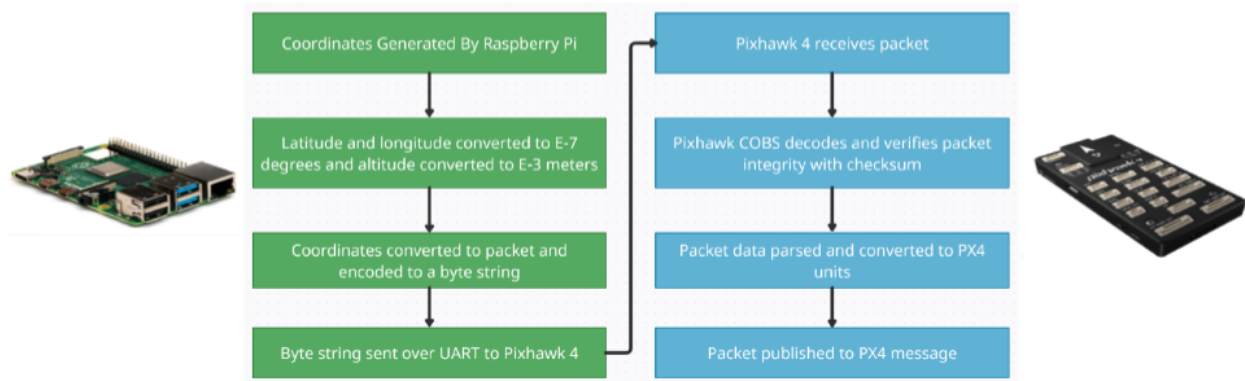 Coordinates Generated By Raspberry Pi
Latitude and longitude converted to E-7
degrees and altitude converted to E-3 meters
Coordinates converted to packet and
encoded to a byte string
Byte string sent over UART to Pixhawk 4
Pixhawk 4 receives packet
Pixhawk COBS decodes and verifies packet
integrity with checksum
Packet data parsed and converted to PX4
units
Packet published to PX4 message